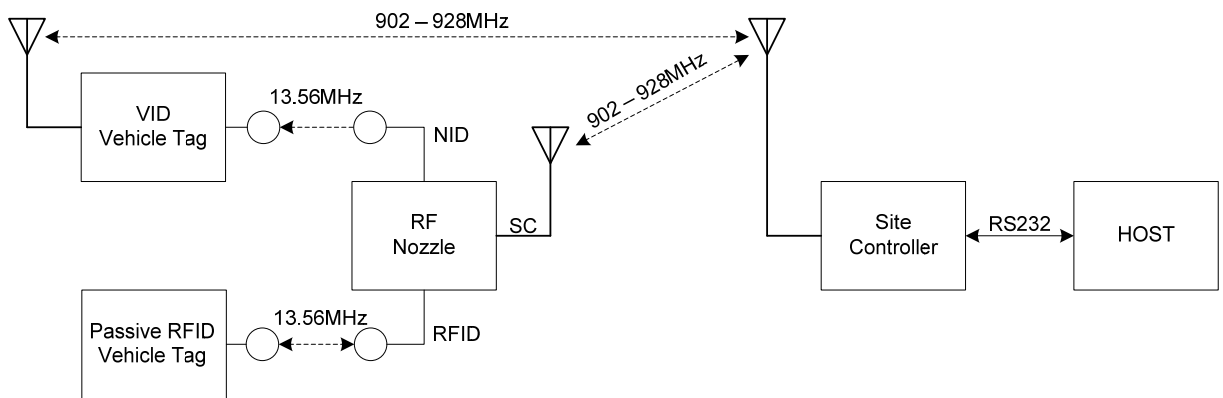 902 – 928MHz
902 – 928MHz
VID
Vehicle Tag
13.56MHz
NID
RF
Nozzle
SC
Site
Controller
RS232
HOST
Passive RFID
Vehicle Tag
13.56MHz
RFID